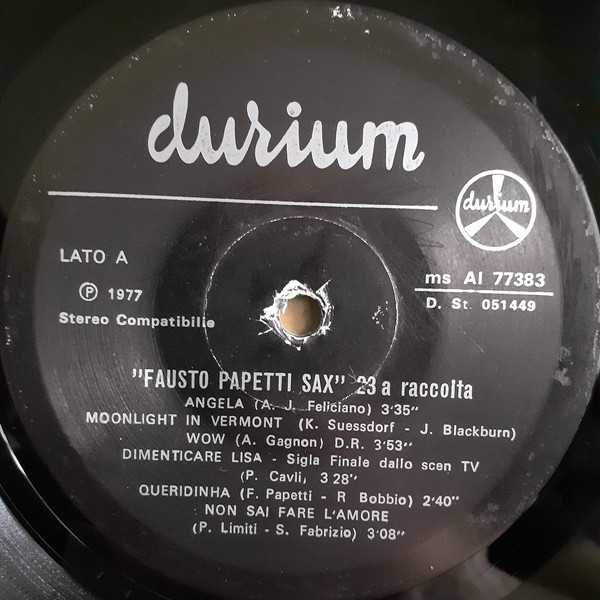 durium
durium
LATO A
ms AI 77383
℗ 1977
D. St. 051449
Stereo Compatibile
"FAUSTO PAPETTI SAX" 23 a raccolta
ANGELA (A. J. Feliciano) 3'35"
MOONLIGHT IN VERMONT (K. Suessdorf - J. Blackburn)
WOW (A. Gagnon) D.R. 3'53"
DIMENTICARE LISA - Sigla Finale dallo scen TV
(P. Cavli, 3 28"
QUERIDINHA (F. Papetti - R Bobbio) 2'40"
NON SAI FARE L'AMORE
(P. Limiti - S. Fabrizio) 3'08"